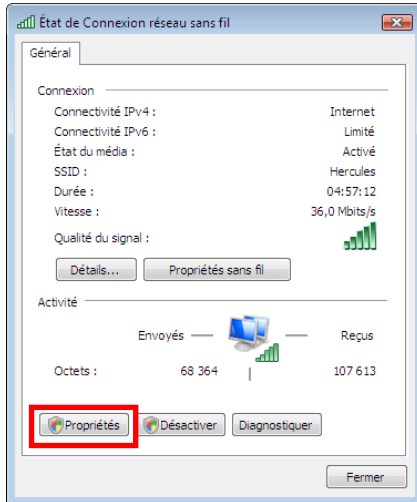 État de Connexion réseau sans fil
Général
Connexion
Connectivité IPv4 : Internet
Connectivité IPv6 : Limité
État du média : Activé
SSID : Hercules
Durée : 04:57:12
Vitesse : 36,0 Mbits/s
Qualité du signal :
Détails... Propriétés sans fil
Activité
Envoyés Reçus
Octets : 68 364 107 613
Propriétés Désactiver Diagnostiquer
Fermer